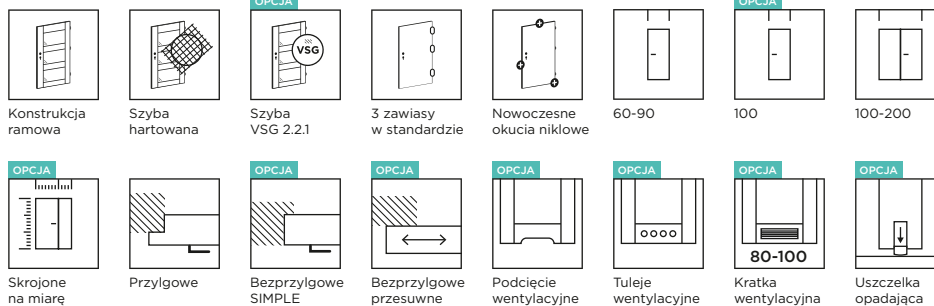 OPCJA
OPCJA
VSG
Konstrukcja
ramowa
Szyba
hartowana
Szyba
VSG 2.2.1
3 zawiasy
w standardzie
Nowoczesne
okucia niklowe
60-90
100
100-200
OPCJA
OPCJA
OPCJA
OPCJA
OPCJA
OPCJA
OPCJA
80-100
Skrojone
na miarę
Przylgowe
Bezprzylgowe
SIMPLE
Bezprzylgowe
przesuwne
Podcięcie
wentylacyjne
Tuleje
wentylacyjne
Kratka
wentylacyjna
Uszczelka
opadająca